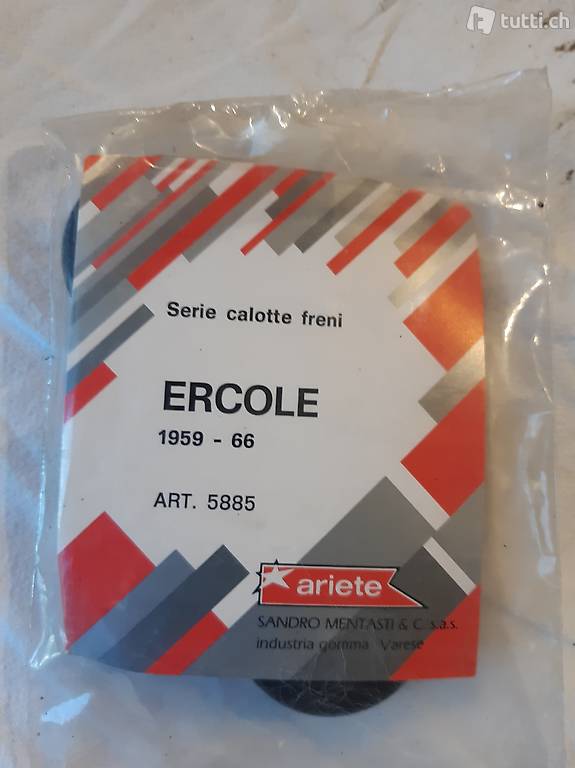 tutti.ch
Serie calotte freni
ERCOLE
1959 - 66
ART. 5885
ariete
SANDRO MENTASTI & C. s.a.s.
industria gomma Varese